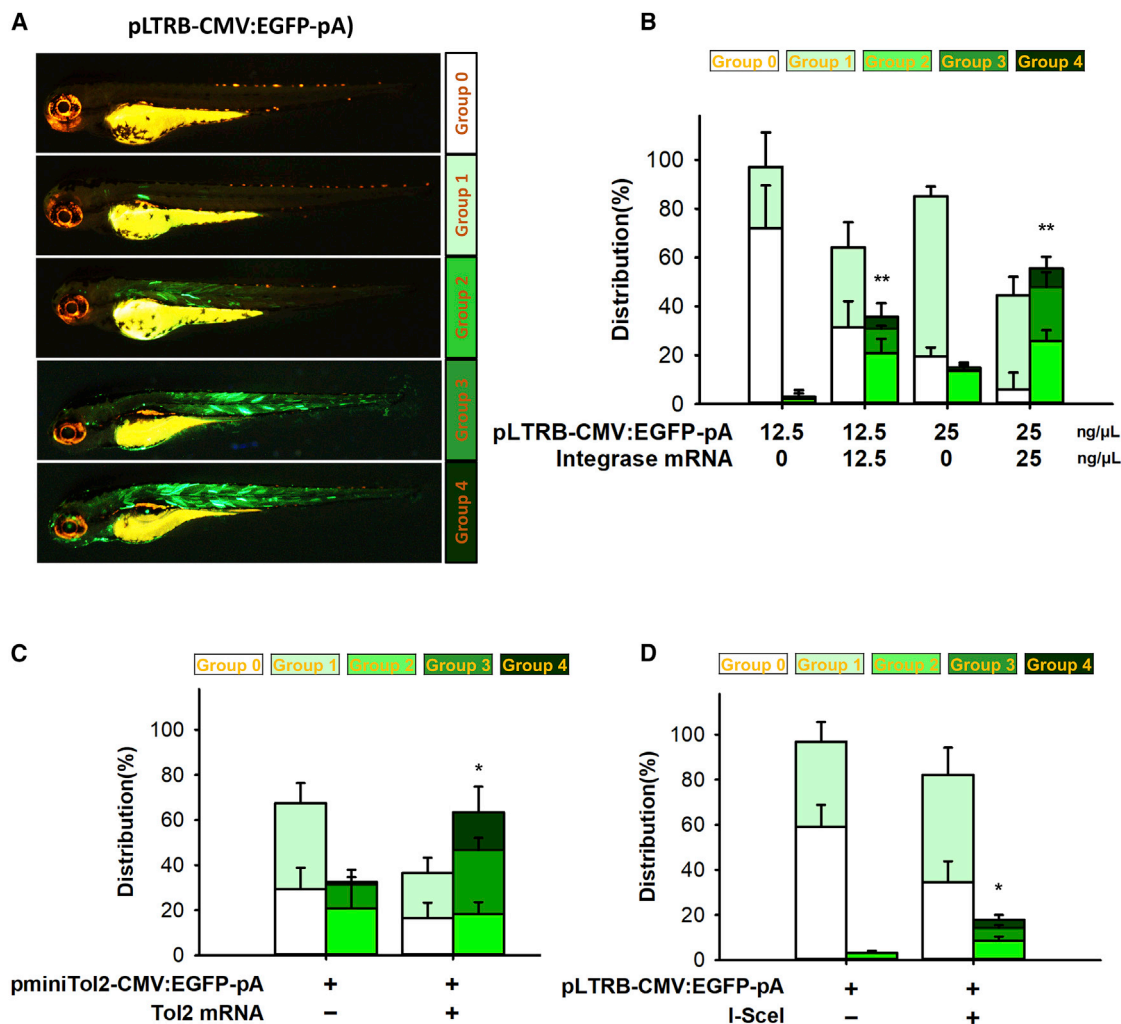 A
pLTRB-CMV:EGFP-pA)
Group 0
Group 1
Group 2
Group 3
Group 4
B
Group 0 Group 1 Group 2 Group 3 Group 4
Distribution(%)
100
80
60
40
20
0
**
**
pLTRB-CMV:EGFP-pA 12.5 12.5 25 25 ng/µL
Integrase mRNA 0 12.5 0 25 ng/µL
C
Group 0 Group 1 Group 2 Group 3 Group 4
Distribution(%)
100
80
60
40
20
0
*
pminiTol2-CMV:EGFP-pA + +
Tol2 mRNA − +
D
Group 0 Group 1 Group 2 Group 3 Group 4
Distribution(%)
100
80
60
40
20
0
*
pLTRB-CMV:EGFP-pA + +
I-SceI − +